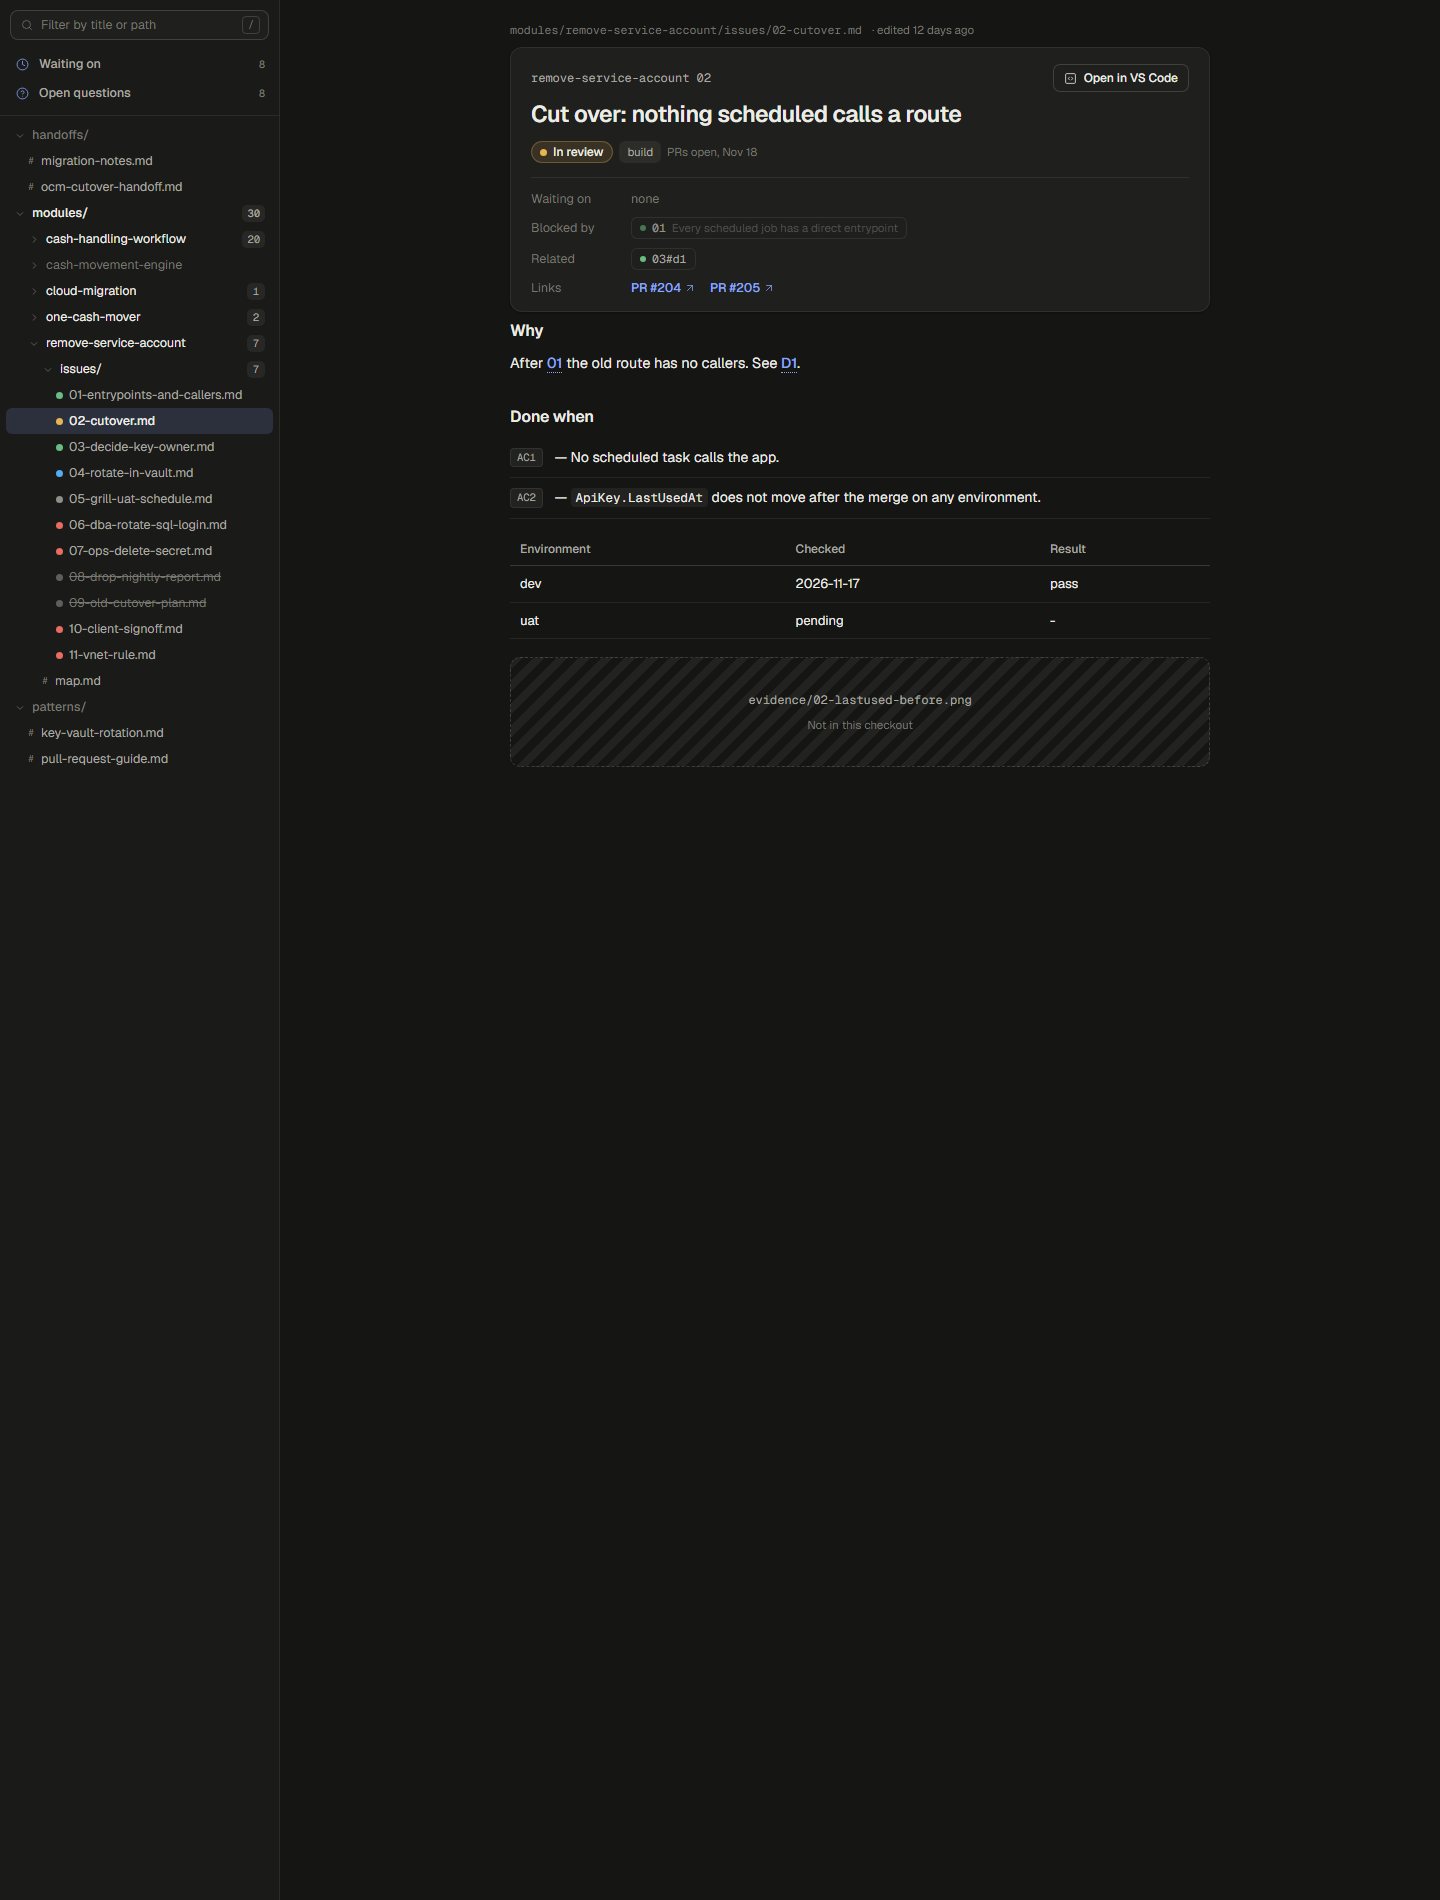 Filter by title or path /
Waiting on 8
Open questions 8
handoffs/
# migration-notes.md
# ocm-cutover-handoff.md
modules/ 30
cash-handling-workflow 20
cash-movement-engine
cloud-migration 1
one-cash-mover 2
remove-service-account 7
issues/ 7
01-entrypoints-and-callers.md
02-cutover.md
03-decide-key-owner.md
04-rotate-in-vault.md
05-grill-uat-schedule.md
06-dba-rotate-sql-login.md
07-ops-delete-secret.md
08-drop-nightly-report.md
09-old-cutover-plan.md
10-client-signoff.md
11-vnet-rule.md
# map.md
patterns/
# key-vault-rotation.md
# pull-request-guide.md
modules/remove-service-account/issues/02-cutover.md · edited 12 days ago
remove-service-account 02
Open in VS Code
Cut over: nothing scheduled calls a route
In review build PRs open, Nov 18
Waiting on none
Blocked by 01 Every scheduled job has a direct entrypoint
Related 03#d1
Links PR #204 ↗ PR #205 ↗
Why
After 01 the old route has no callers. See D1.
Done when
AC1 — No scheduled task calls the app.
AC2 — ApiKey.LastUsedAt does not move after the merge on any environment.
Environment Checked Result
dev 2026-11-17 pass
uat pending -
evidence/02-lastused-before.png
Not in this checkout